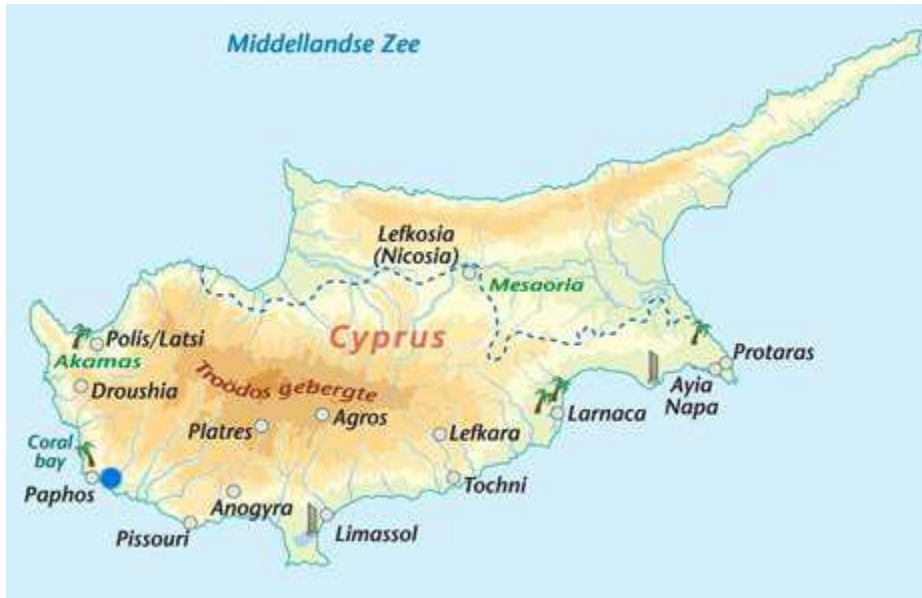 Middellandse Zee
Lefkosia
(Nicosia)
Mesaoria
Cyprus
Polis/Latsi
Akamas
Droushia
Troödos gebergte
Protaras
Ayia
Napa
Larnaca
Agros
Platres
Lefkara
Coral
bay
Paphos
Tochni
Anogyra
Pissouri
Limassol